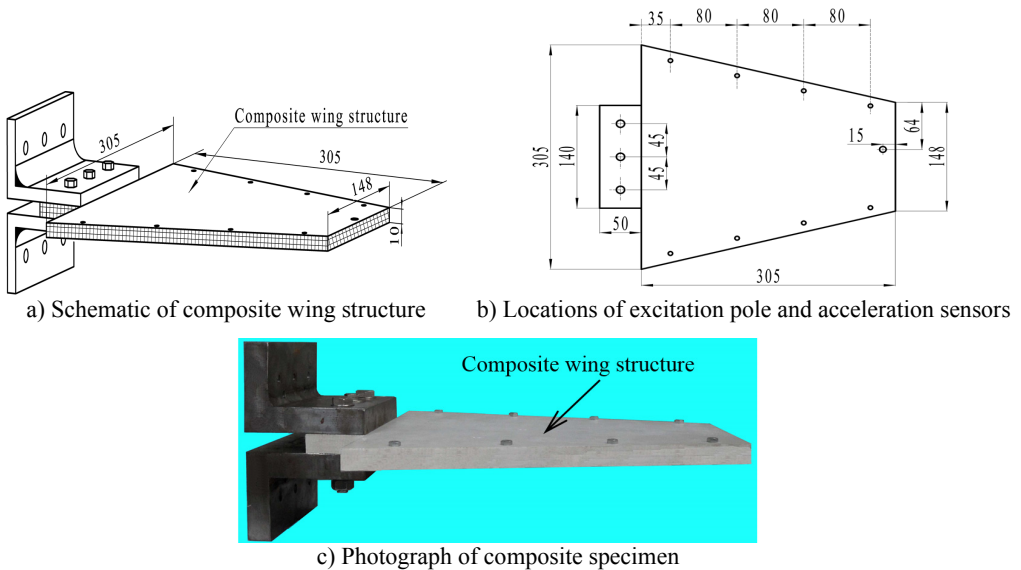 305
Composite wing structure
305
148
10
a) Schematic of composite wing structure
35 80 80 80
305
140
45
45
50
15
64
148
305
b) Locations of excitation pole and acceleration sensors
Composite wing structure
c) Photograph of composite specimen